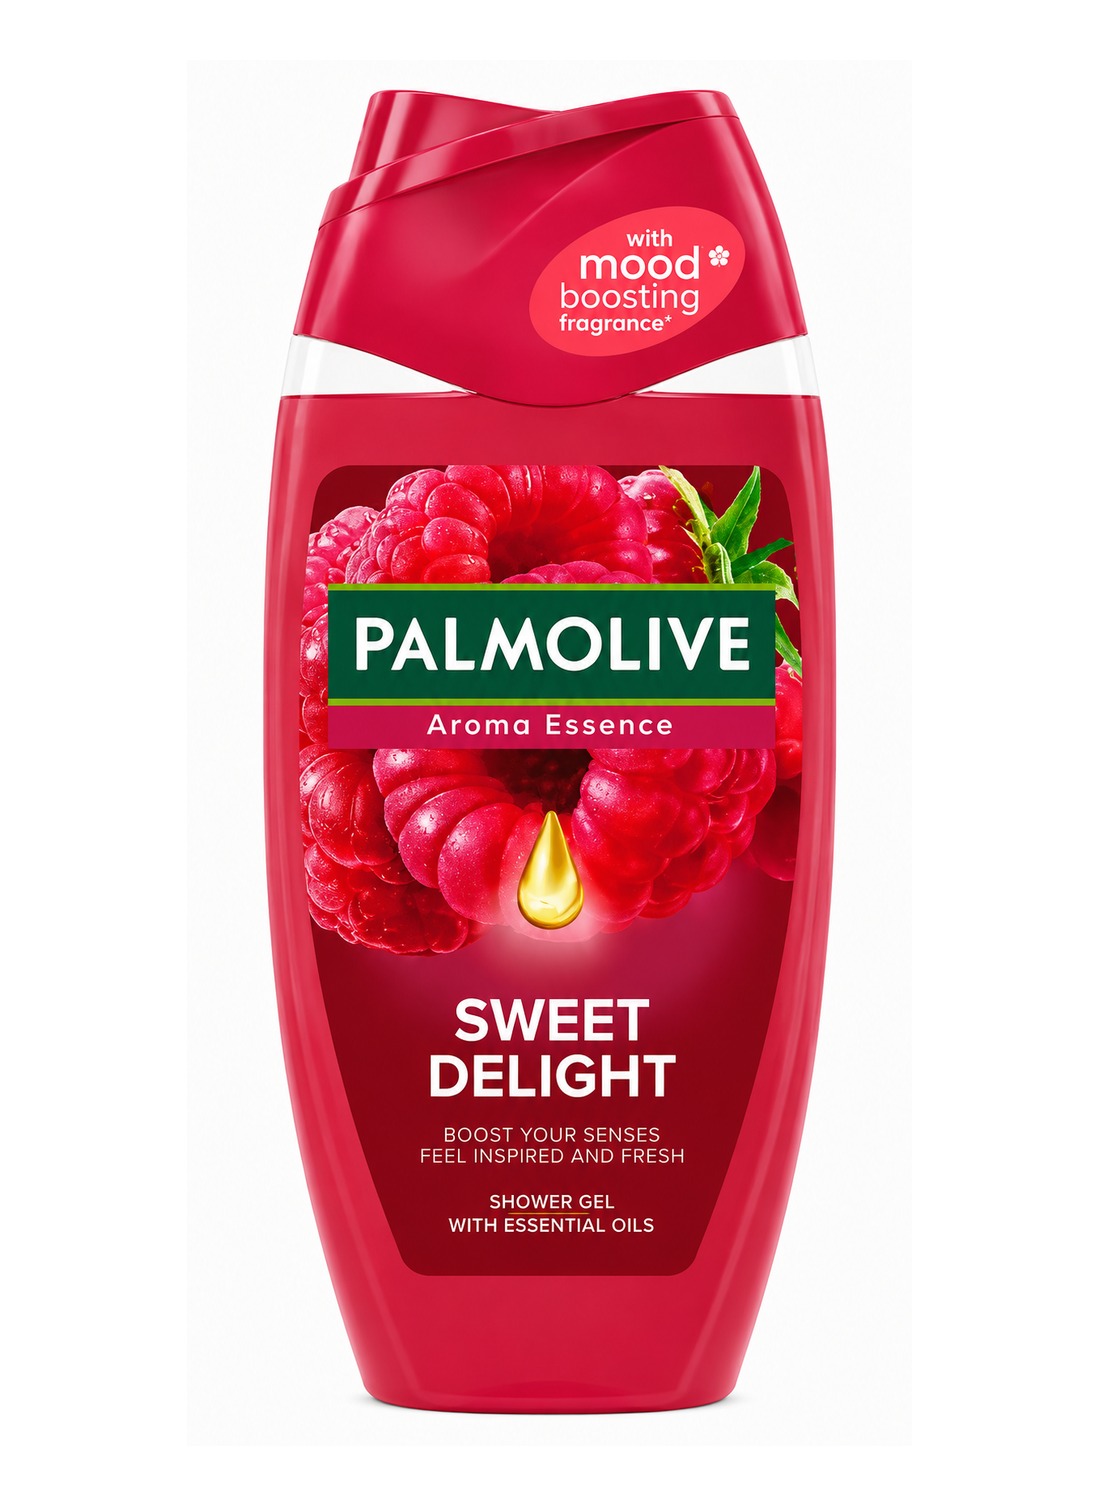 with
mood
boosting
fragrance*
PALMOLIVE
Aroma Essence
SWEET
DELIGHT
BOOST YOUR SENSES
FEEL INSPIRED AND FRESH
SHOWER GEL
WITH ESSENTIAL OILS